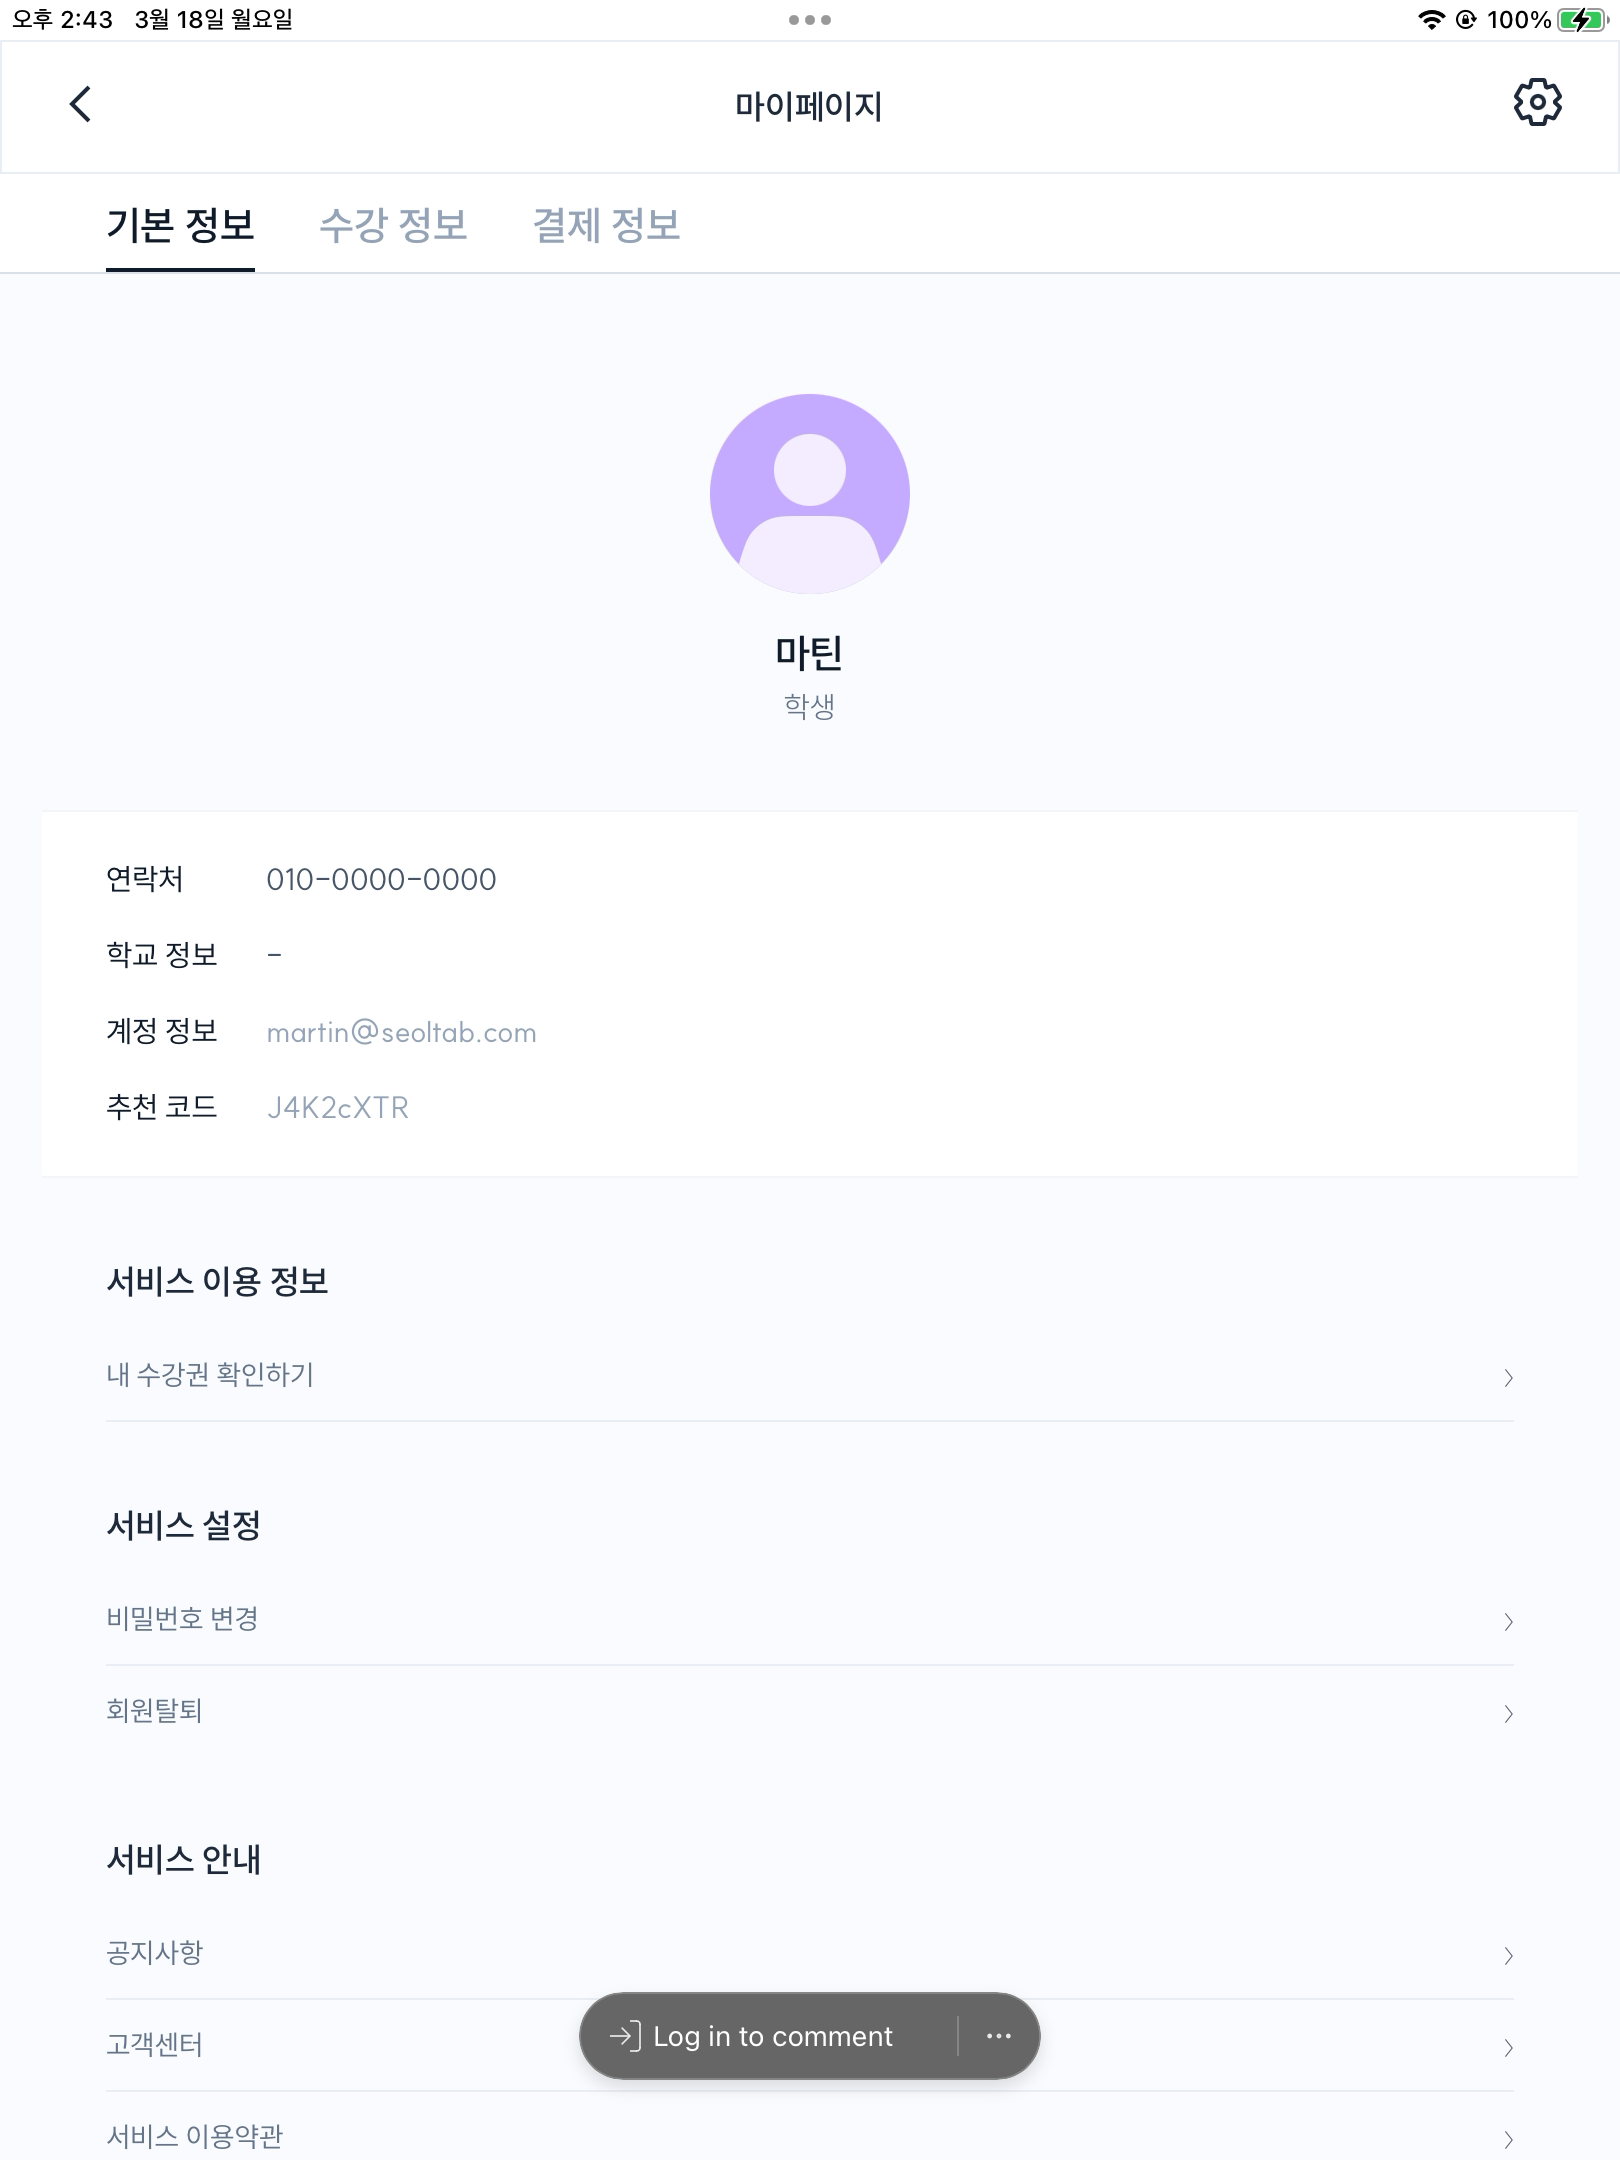 오후 2:43 3월 18일 월요일
100%
마이페이지
기본 정보 수강 정보 결제 정보
마틴
학생
연락처 010-0000-0000
학교 정보 -
계정 정보 martin@seoltab.com
추천 코드 J4K2cXTR
서비스 이용 정보
내 수강권 확인하기
서비스 설정
비밀번호 변경
회원탈퇴
서비스 안내
공지사항
고객센터
Log in to comment
서비스 이용약관